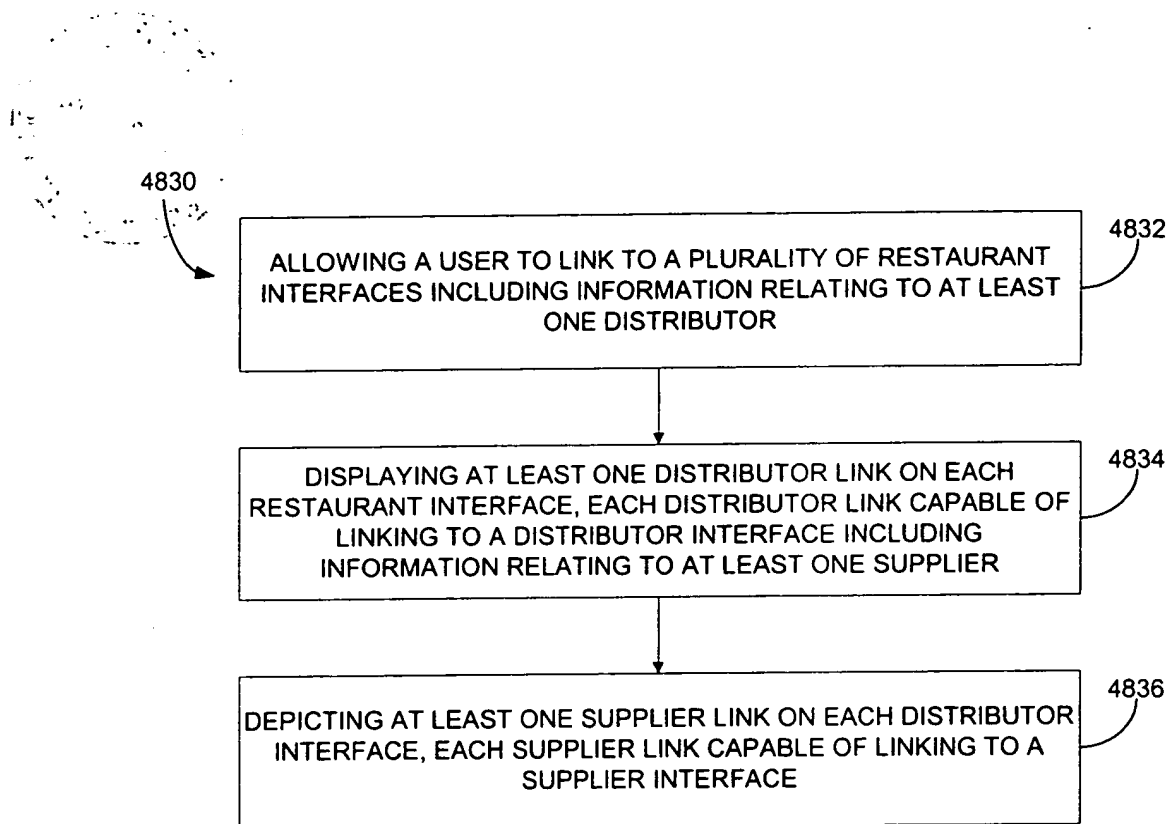 4830
4832
ALLOWING A USER TO LINK TO A PLURALITY OF RESTAURANT
INTERFACES INCLUDING INFORMATION RELATING TO AT LEAST
ONE DISTRIBUTOR
4834
DISPLAYING AT LEAST ONE DISTRIBUTOR LINK ON EACH
RESTAURANT INTERFACE, EACH DISTRIBUTOR LINK CAPABLE OF
LINKING TO A DISTRIBUTOR INTERFACE INCLUDING
INFORMATION RELATING TO AT LEAST ONE SUPPLIER
4836
DEPICTING AT LEAST ONE SUPPLIER LINK ON EACH DISTRIBUTOR
INTERFACE, EACH SUPPLIER LINK CAPABLE OF LINKING TO A
SUPPLIER INTERFACE